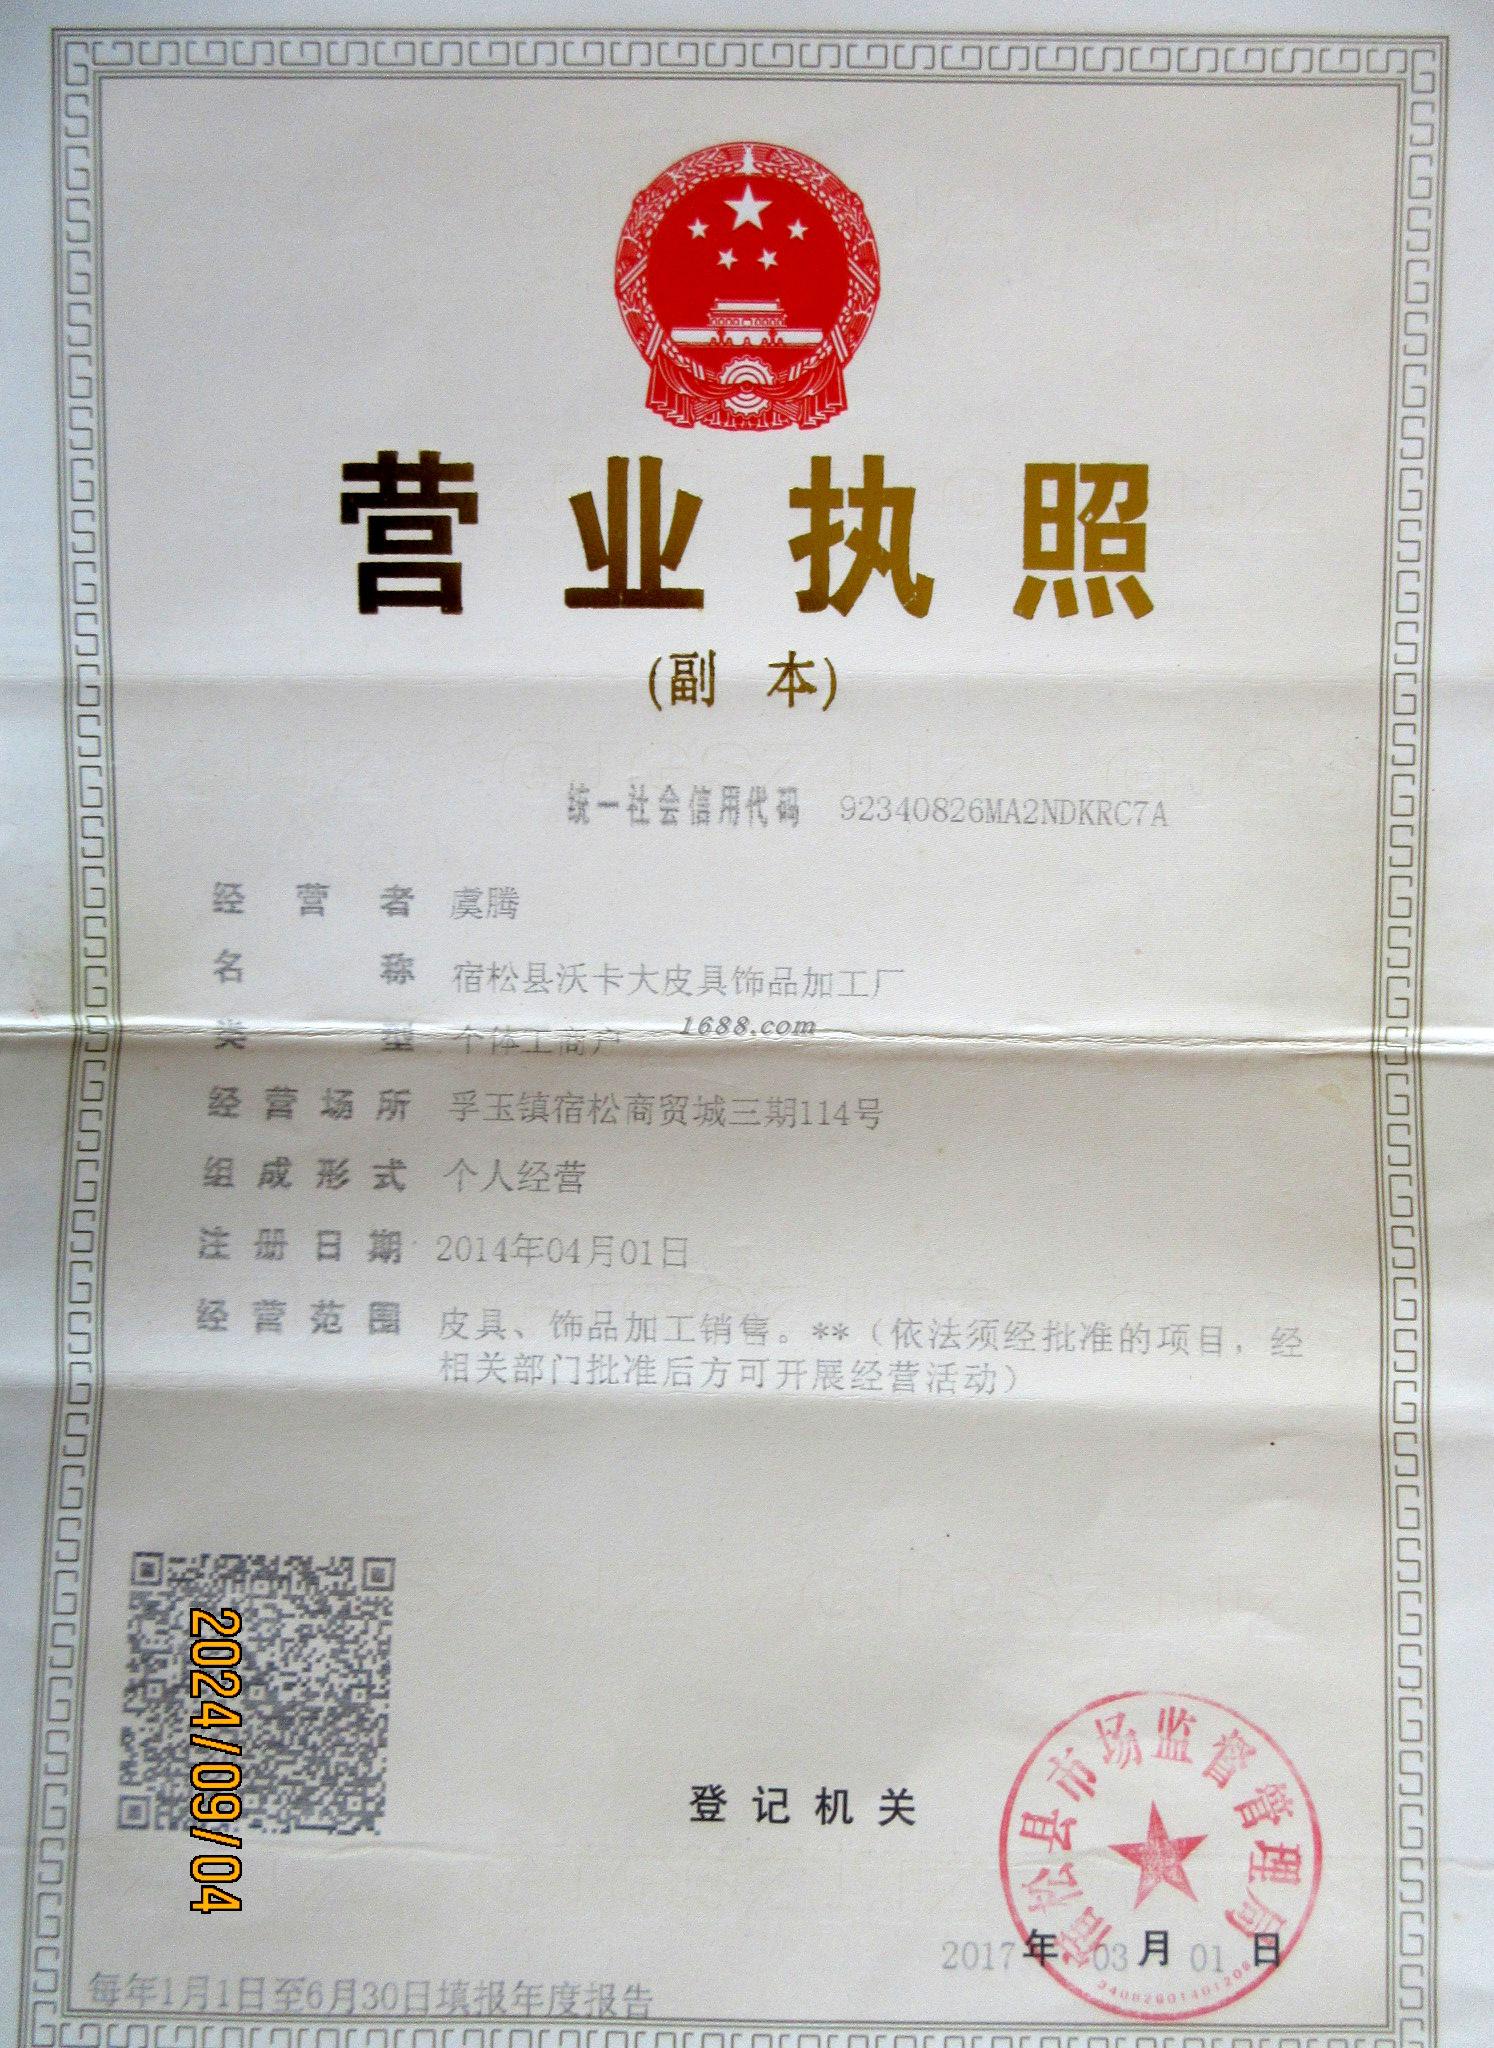 营业执照
(副 本)
统一社会信用代码 92340826MA2NDKRC7A
经营者 虞腾
名称 宿松县沃卡大皮具饰品加工厂
类型 个体工商户
1688.com
经营场所 孚玉镇宿松商贸城三期114号
组成形式 个人经营
注册日期 2014年04月01日
经营范围 皮具、饰品加工销售。**（依法须经批准的项目，经
相关部门批准后方可开展经营活动）
2024/09/04
登记机关
宿松县市场监督管理局
2017年03月01日
3408260140120
每年1月1日至6月30日填报年度报告